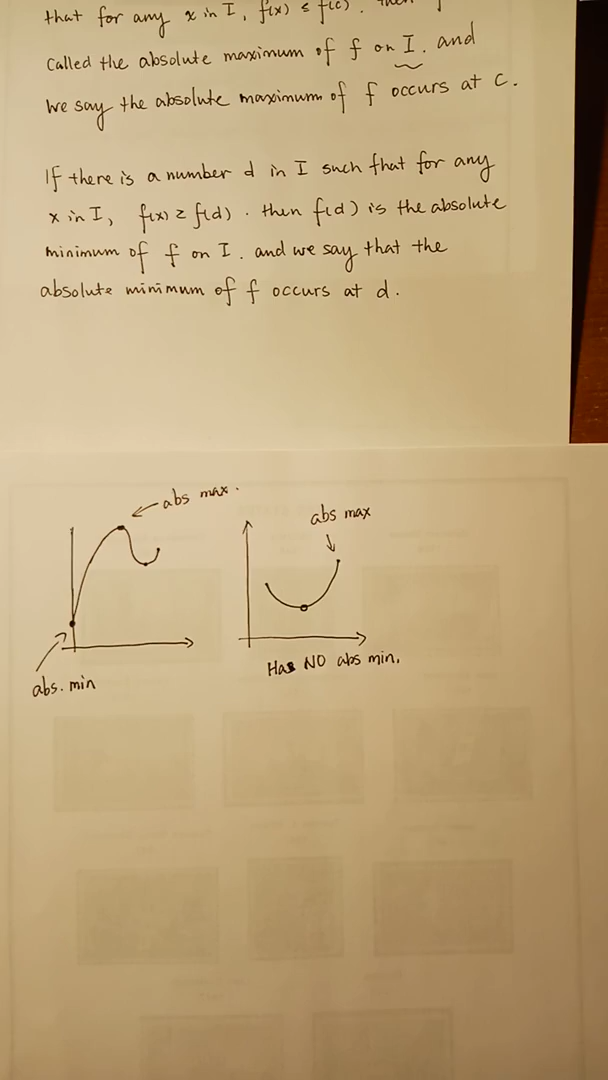 that for any x in I, f(x) ≤ f(c). then f
called the absolute maximum of f on I. and
we say the absolute maximum of f occurs at c.
If there is a number d in I such that for any
x in I, f(x) ≥ f(d). then f(d) is the absolute
minimum of f on I. and we say that the
absolute minimum of f occurs at d.
abs max.
abs. min
abs max
Has NO abs min.